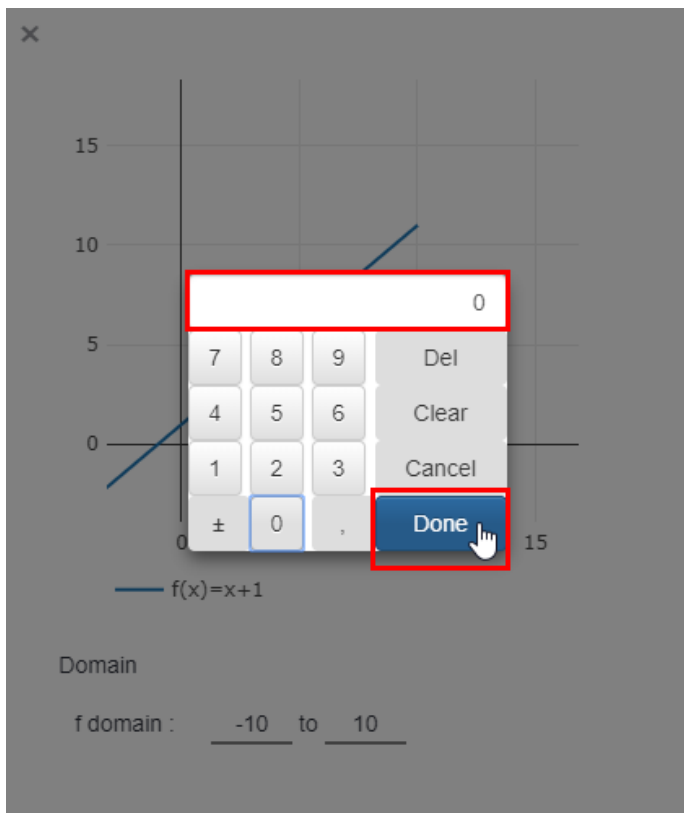 ×
15
10
0
5
7 8 9 Del
4 5 6 Clear
0
1 2 3 Cancel
± 0 , Done
0 15
f(x)=x+1
Domain
f domain : -10 to 10